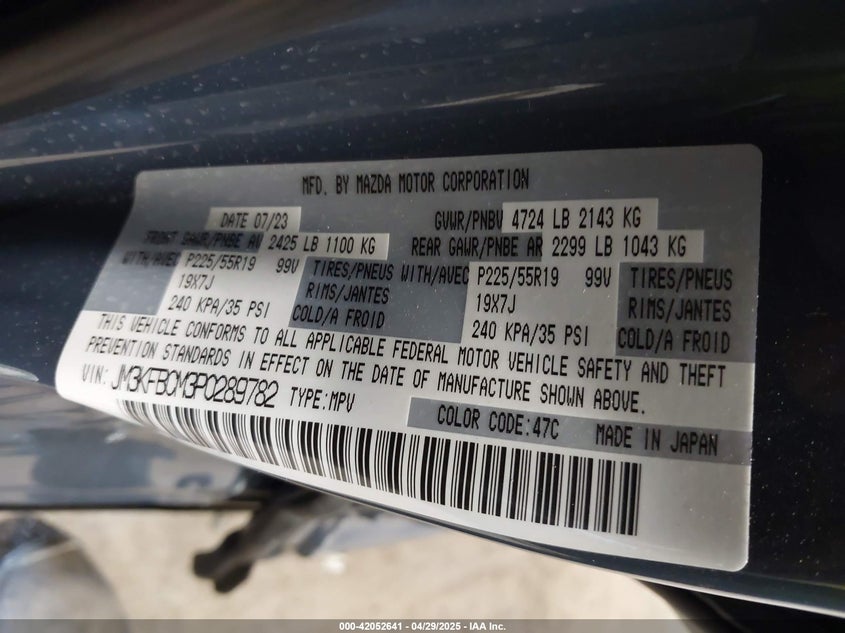 MFD. BY MAZDA MOTOR CORPORATION
DATE 07/23 GVWR/PNBV 4724 LB 2143 KG
FRONT GAWR/PNBE AV 2425 LB 1100 KG REAR GAWR/PNBE AR 2299 LB 1043 KG
WITH/AVEC P225/55R19 99V TIRES/PNEUS WITH/AVEC P225/55R19 99V TIRES/PNEUS
19X7J RIMS/JANTES 19X7J RIMS/JANTES
240 KPA/35 PSI COLD/A FROID 240 KPA/35 PSI COLD/A FROID
THIS VEHICLE CONFORMS TO ALL APPLICABLE FEDERAL MOTOR VEHICLE SAFETY AND THEFT
PREVENTION STANDARDS IN EFFECT ON THE DATE OF MANUFACTURE SHOWN ABOVE.
VIN: JM3KFBCM3P0289782 TYPE:MPV
COLOR CODE:47C MADE IN JAPAN
000-42052641 | 04/29/2025 - IAA Inc.